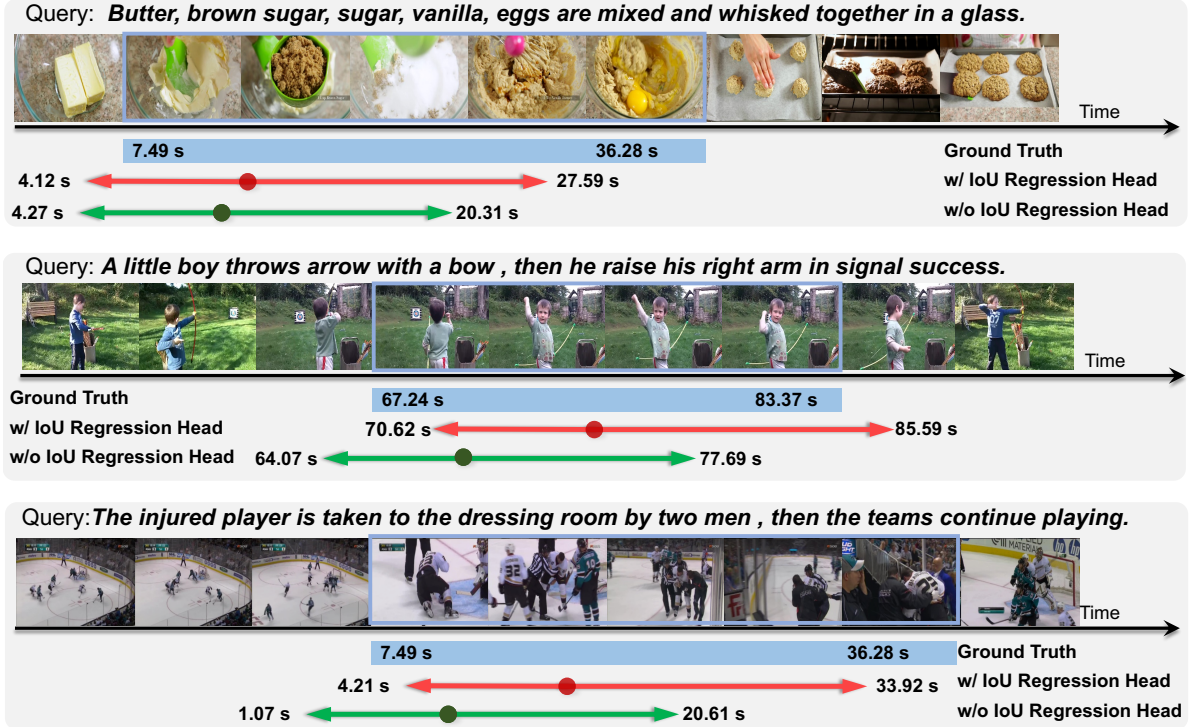 Query: Butter, brown sugar, sugar, vanilla, eggs are mixed and whisked together in a glass.
Time
7.49 s 36.28 s Ground Truth
4.12 s 27.59 s w/ IoU Regression Head
4.27 s 20.31 s w/o IoU Regression Head
Query: A little boy throws arrow with a bow , then he raise his right arm in signal success.
Time
Ground Truth 67.24 s 83.37 s
w/ IoU Regression Head 70.62 s 85.59 s
w/o IoU Regression Head 64.07 s 77.69 s
Query:The injured player is taken to the dressing room by two men , then the teams continue playing.
Time
7.49 s 36.28 s Ground Truth
4.21 s 33.92 s w/ IoU Regression Head
1.07 s 20.61 s w/o IoU Regression Head